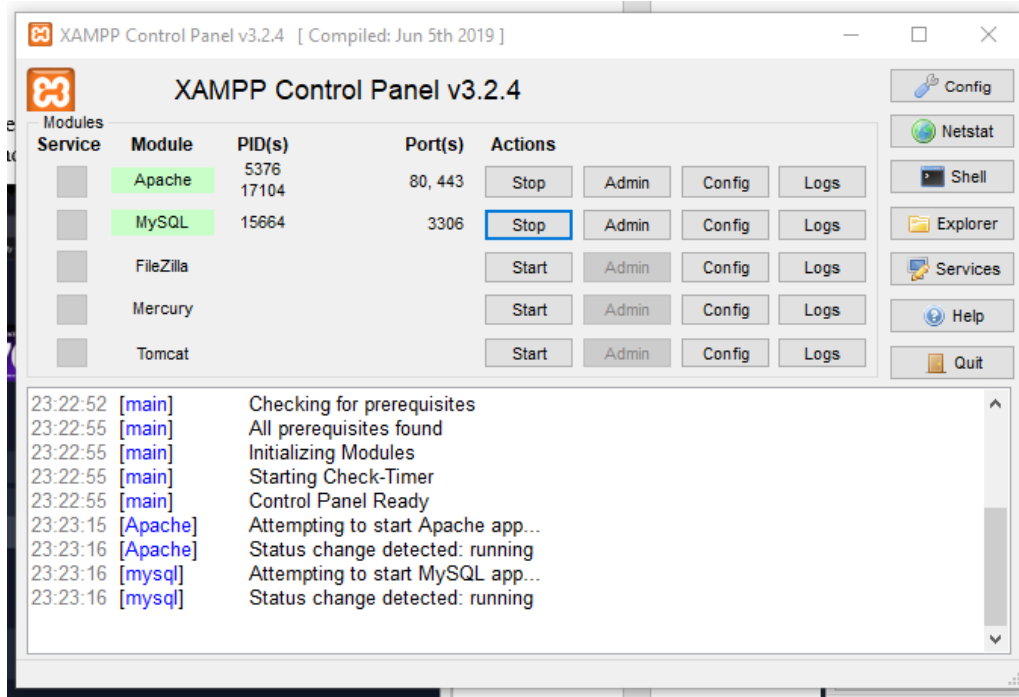 XAMPP Control Panel v3.2.4 [ Compiled: Jun 5th 2019 ]
XAMPP Control Panel v3.2.4
Modules
Service Module PID(s) Port(s) Actions
Apache 5376 17104 80, 443 Stop Admin Config Logs
MySQL 15664 3306 Stop Admin Config Logs
FileZilla Start Admin Config Logs
Mercury Start Admin Config Logs
Tomcat Start Admin Config Logs
Config
Netstat
Shell
Explorer
Services
Help
Quit
23:22:52 [main] Checking for prerequisites
23:22:55 [main] All prerequisites found
23:22:55 [main] Initializing Modules
23:22:55 [main] Starting Check-Timer
23:22:55 [main] Control Panel Ready
23:23:15 [Apache] Attempting to start Apache app...
23:23:16 [Apache] Status change detected: running
23:23:16 [mysql] Attempting to start MySQL app...
23:23:16 [mysql] Status change detected: running